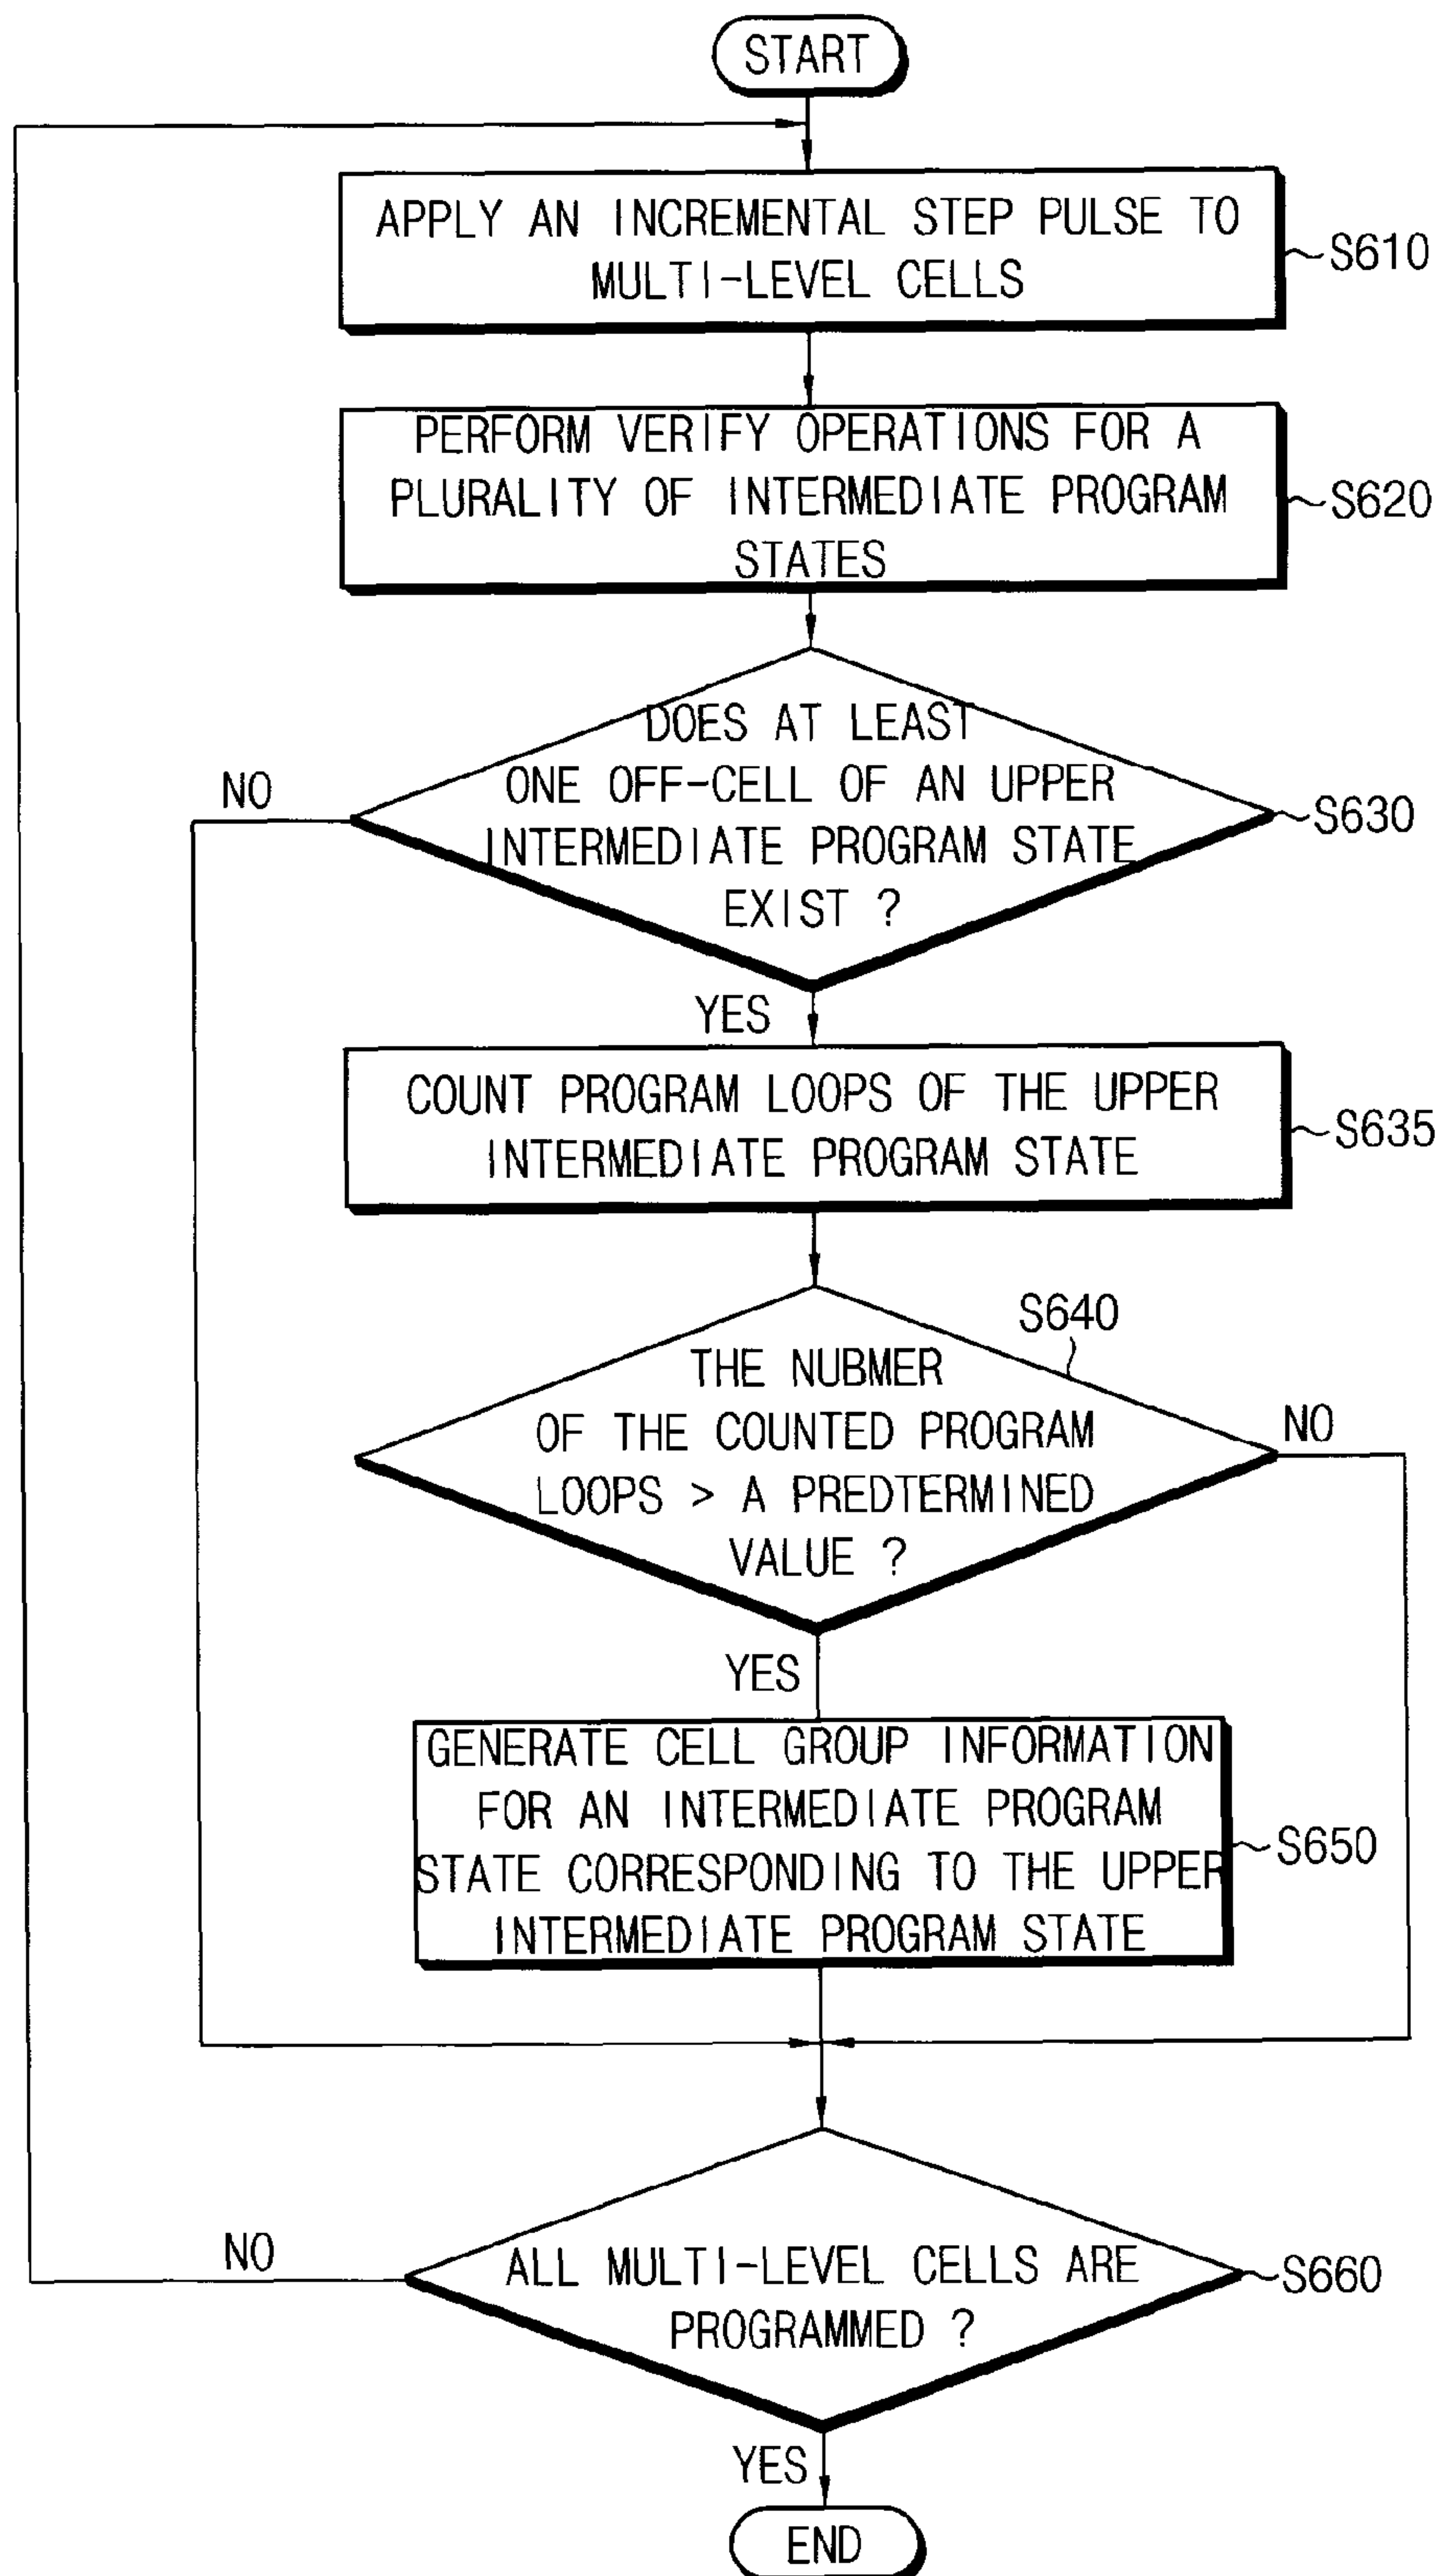 START
APPLY AN INCREMENTAL STEP PULSE TO
MULTI-LEVEL CELLS
S610
PERFORM VERIFY OPERATIONS FOR A
PLURALITY OF INTERMEDIATE PROGRAM
STATES
S620
DOES AT LEAST
ONE OFF-CELL OF AN UPPER
INTERMEDIATE PROGRAM STATE
EXIST ?
S630
NO
YES
COUNT PROGRAM LOOPS OF THE UPPER
INTERMEDIATE PROGRAM STATE
S635
S640
THE NUBMER
OF THE COUNTED PROGRAM
LOOPS > A PREDTERMINED
VALUE ?
NO
YES
GENERATE CELL GROUP INFORMATION
FOR AN INTERMEDIATE PROGRAM
STATE CORRESPONDING TO THE UPPER
INTERMEDIATE PROGRAM STATE
S650
NO
ALL MULTI-LEVEL CELLS ARE
PROGRAMMED ?
S660
YES
END